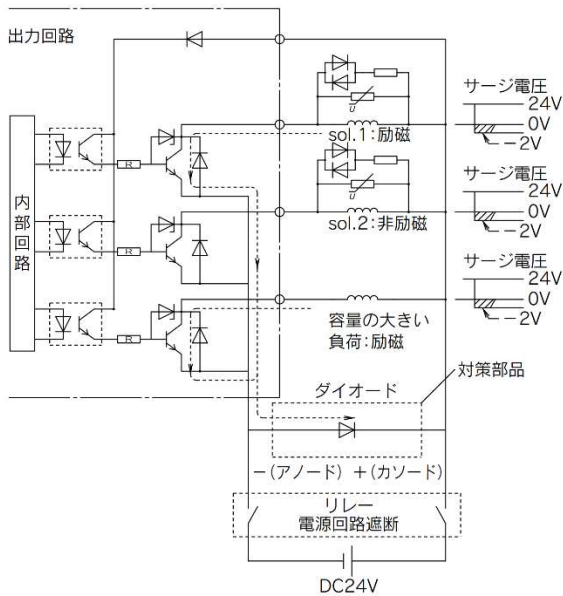 出力回路
内部回路
R
R
R
u
sol.1:励磁
u
sol.2:非励磁
容量の大きい
負荷:励磁
サージ電圧
24V
0V
-2V
サージ電圧
24V
0V
-2V
サージ電圧
24V
0V
-2V
対策部品
ダイオード
-(アノード) +(カソード)
リレー
電源回路遮断
DC24V